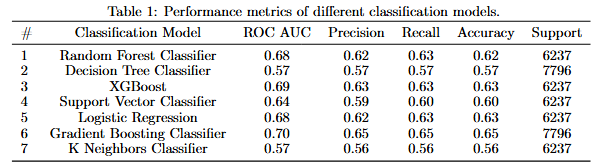 Table 1: Performance metrics of different classification models.
# Classification Model ROC AUC Precision Recall Accuracy Support
1 Random Forest Classifier 0.68 0.62 0.63 0.62 6237
2 Decision Tree Classifier 0.57 0.57 0.57 0.57 7796
3 XGBoost 0.69 0.63 0.63 0.63 6237
4 Support Vector Classifier 0.64 0.59 0.60 0.60 6237
5 Logistic Regression 0.68 0.62 0.63 0.63 6237
6 Gradient Boosting Classifier 0.70 0.65 0.65 0.65 7796
7 K Neighbors Classifier 0.57 0.56 0.56 0.56 6237